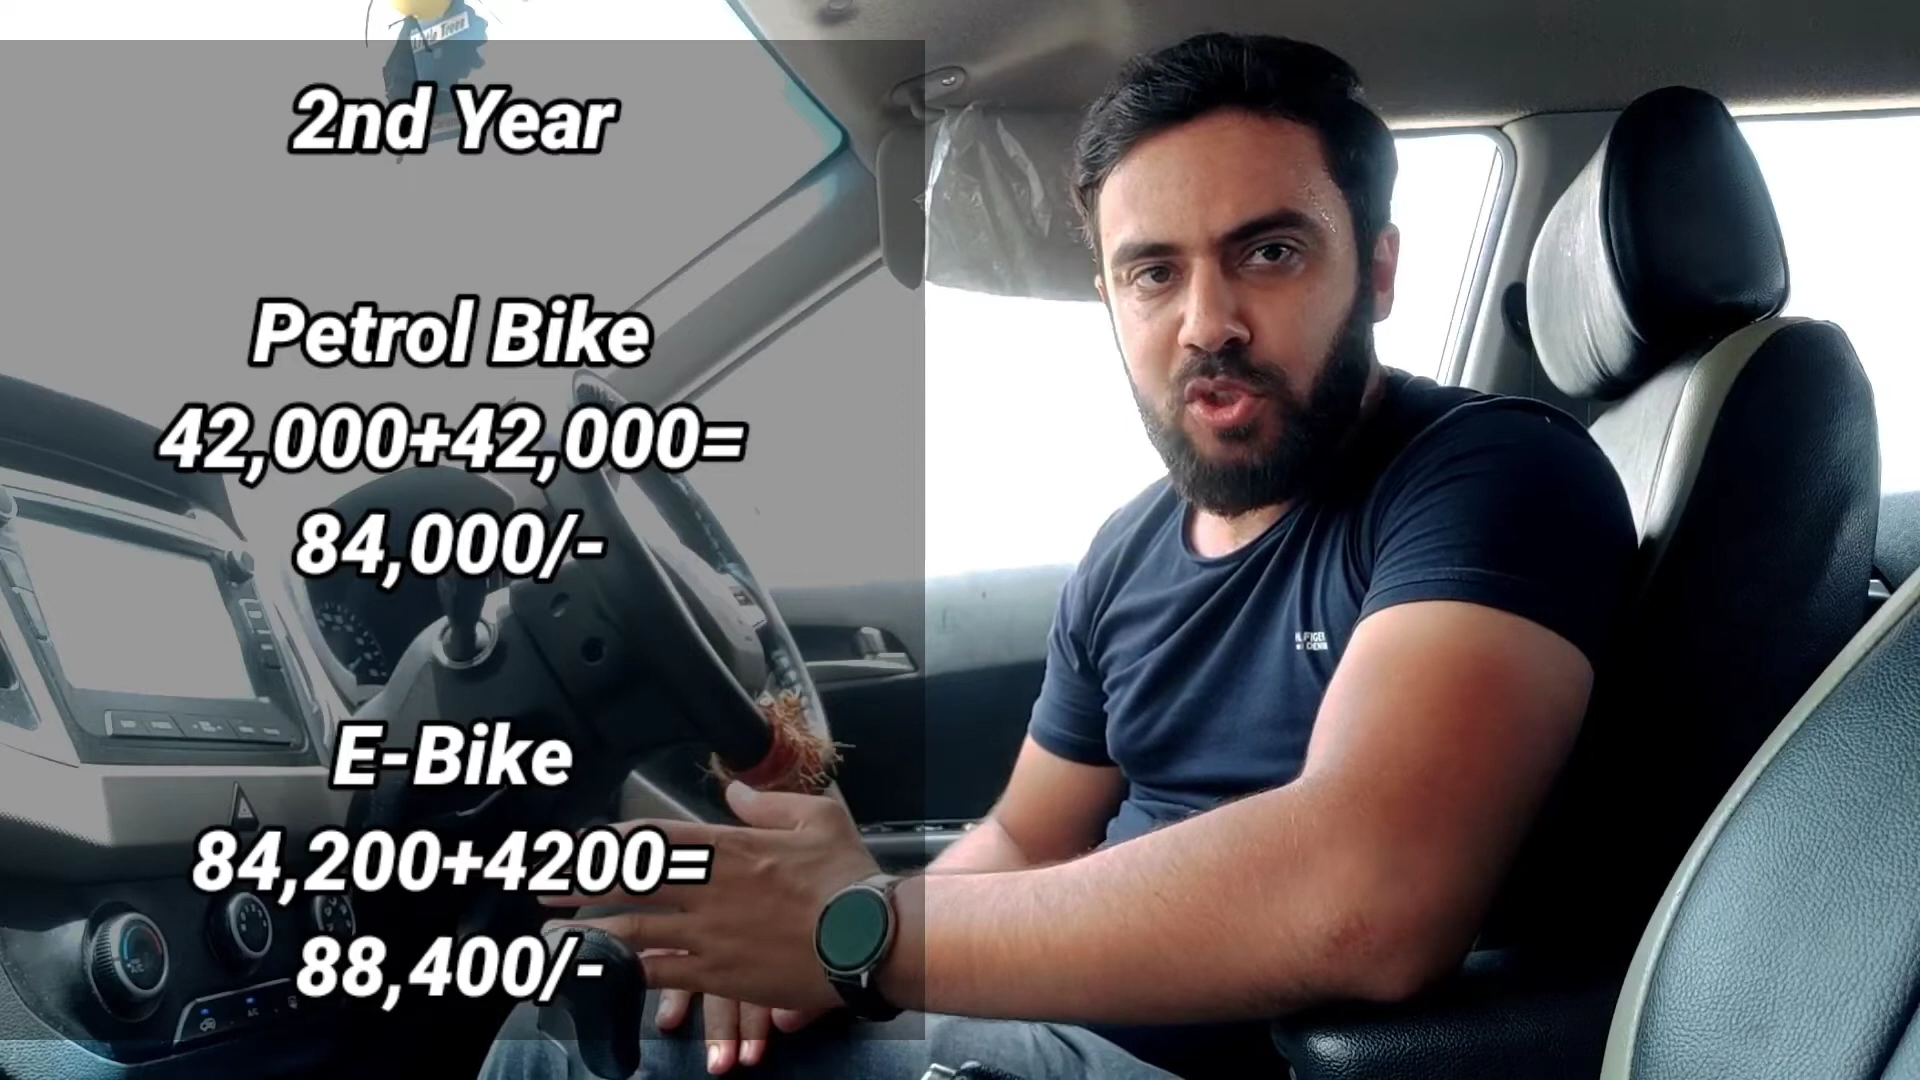 2nd Year
Petrol Bike
42,000+42,000=
84,000/-
E-Bike
84,200+4200=
88,400/-